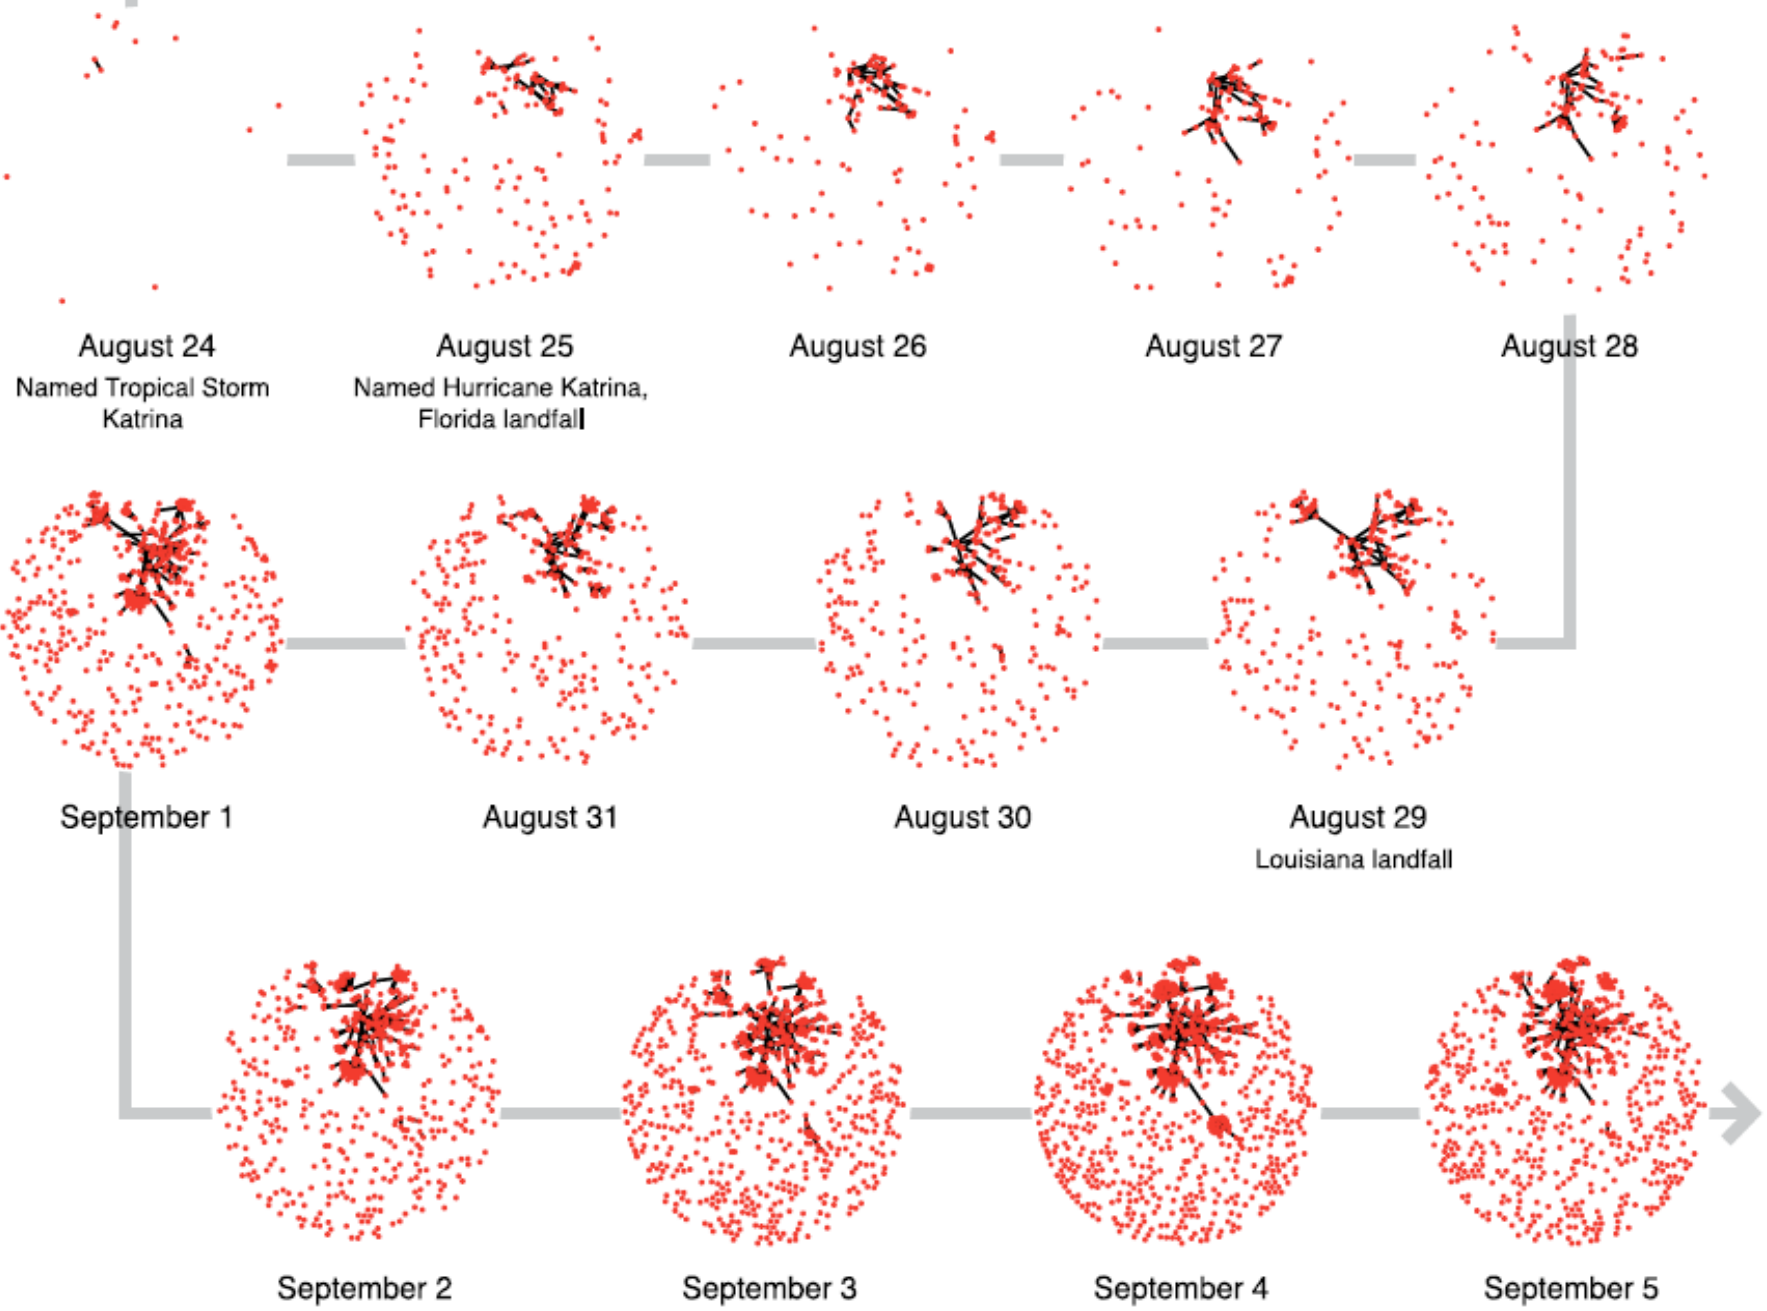 August 24
Named Tropical Storm
Katrina
August 25
Named Hurricane Katrina,
Florida landfall
August 26
August 27
August 28
September 1
August 31
August 30
August 29
Louisiana landfall
September 2
September 3
September 4
September 5